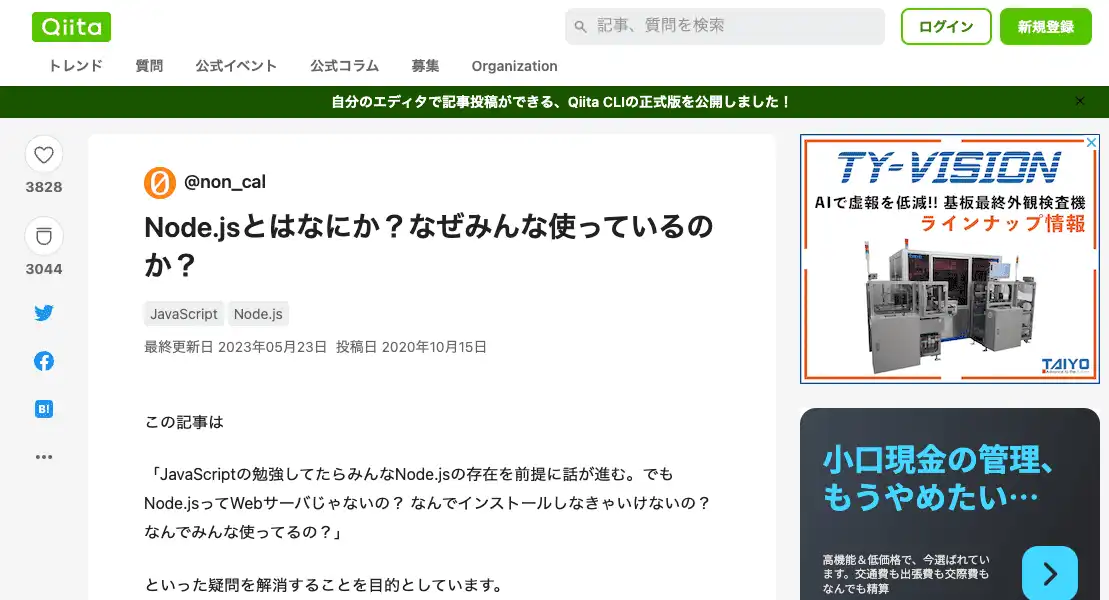 Qiita
記事、質問を検索
ログイン
新規登録
トレンド
質問
公式イベント
公式コラム
募集
Organization
自分のエディタで記事投稿ができる、Qiita CLIの正式版を公開しました！
3828
3044
B!
@non_cal
Node.jsとはなにか？なぜみんな使っているの
か？
JavaScript
Node.js
最終更新日 2023年05月23日 投稿日 2020年10月15日
この記事は
「JavaScriptの勉強してたらみんなNode.jsの存在を前提に話が進む。でも
Node.jsってWebサーバじゃないの？ なんでインストールしなきゃいけないの？
なんでみんな使ってるの？」
といった疑問を解消することを目的としています。
TY-VISION
AIで虚報を低減!! 基板最終外観検査機
ラインナップ情報
TAIYO
小口現金の管理、
もうやめたい…
高機能＆低価格で、今選ばれてい
ます。交通費も出張費も交際費も
なんでも精算